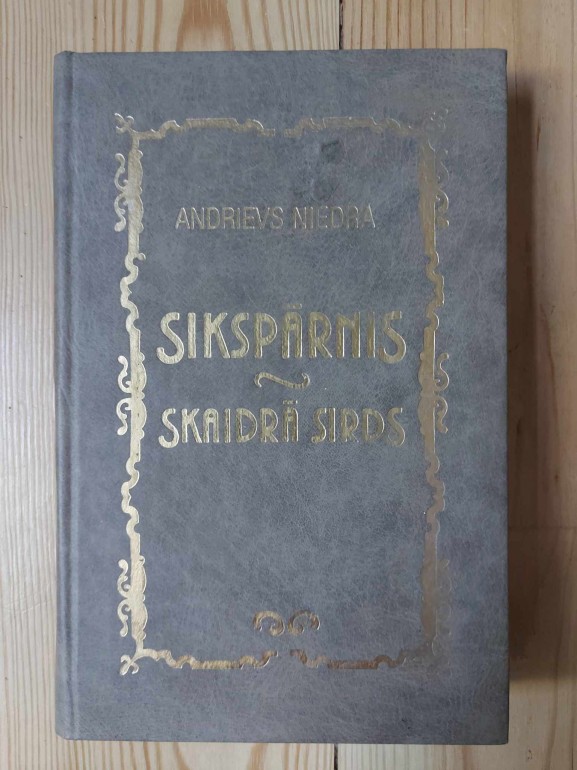 ANDRIEVS NIEDRA
SIKSPĀRNIS
~
SKAIDRĀ SIRDS